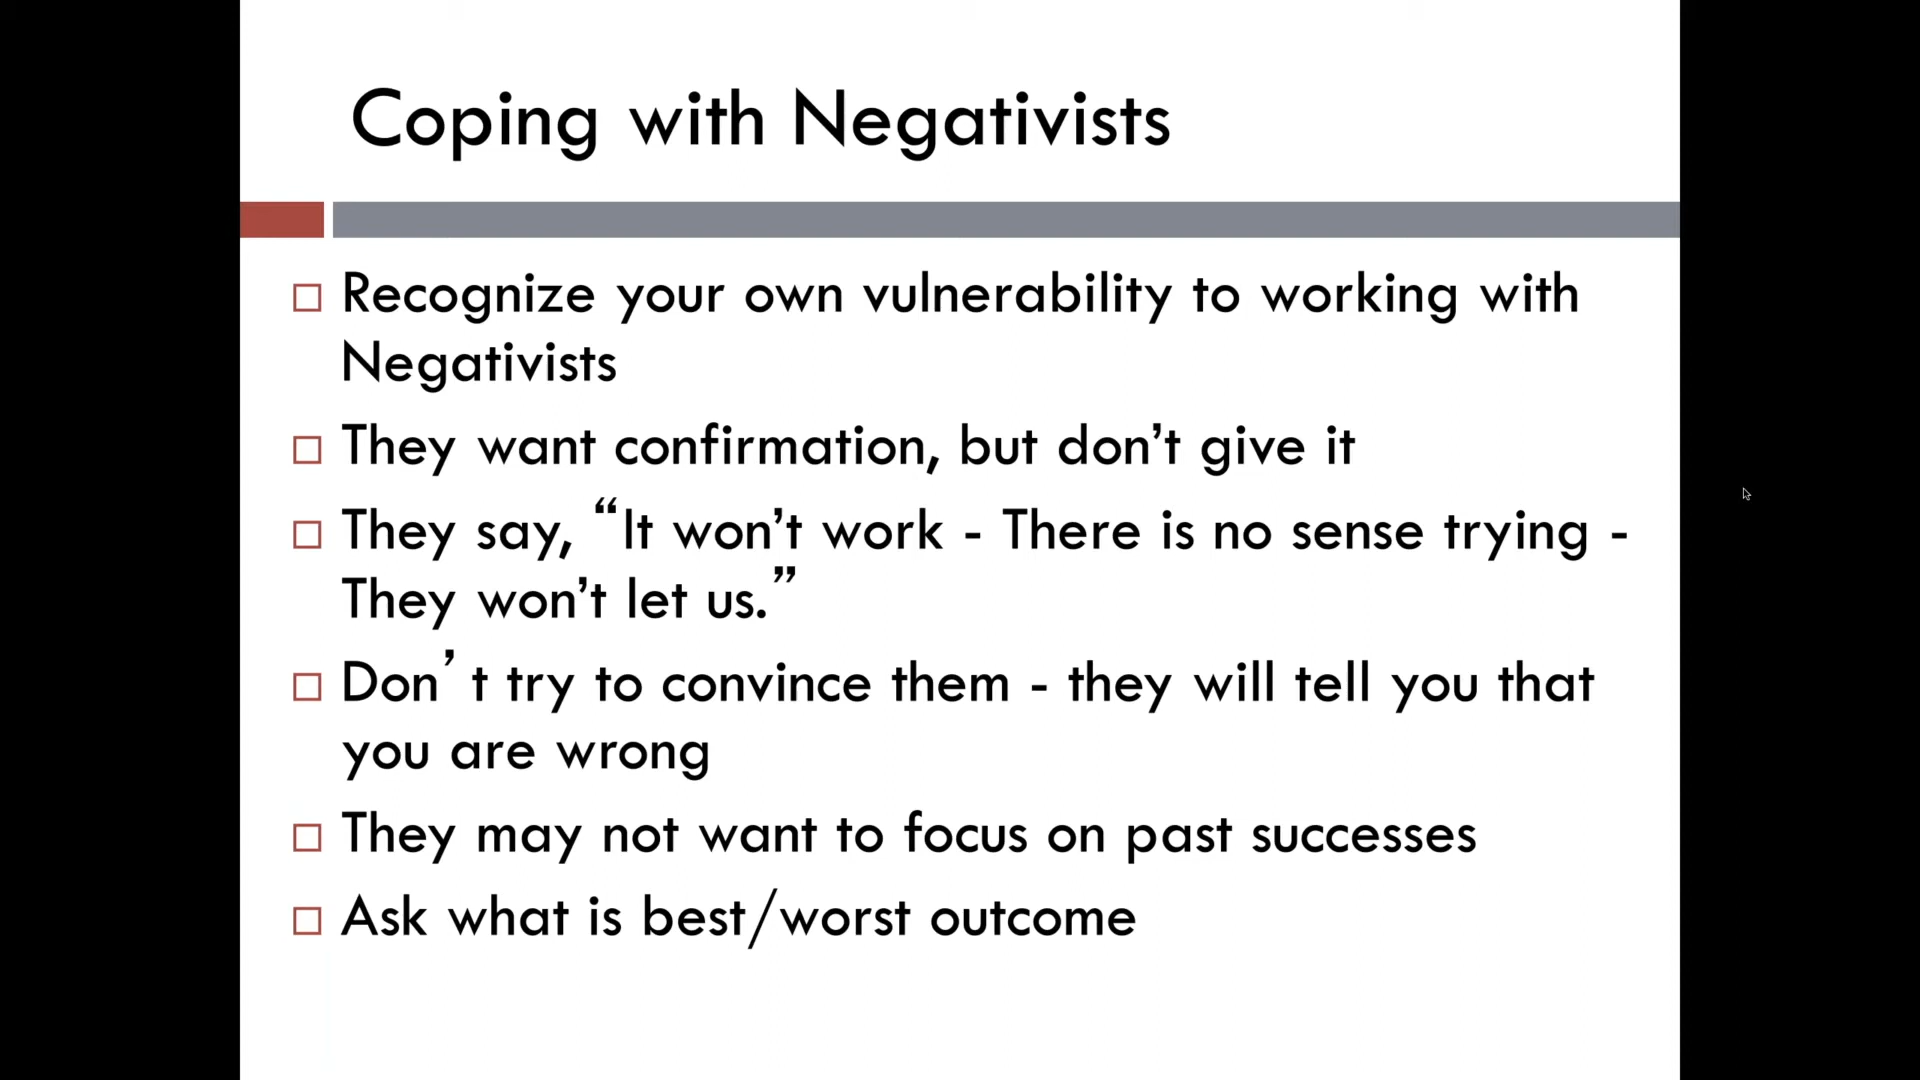 Coping with Negativists
Recognize your own vulnerability to working with
Negativists
They want confirmation, but don’t give it
They say, “It won’t work - There is no sense trying -
They won’t let us.”
Don’t try to convince them - they will tell you that
you are wrong
They may not want to focus on past successes
Ask what is best/worst outcome